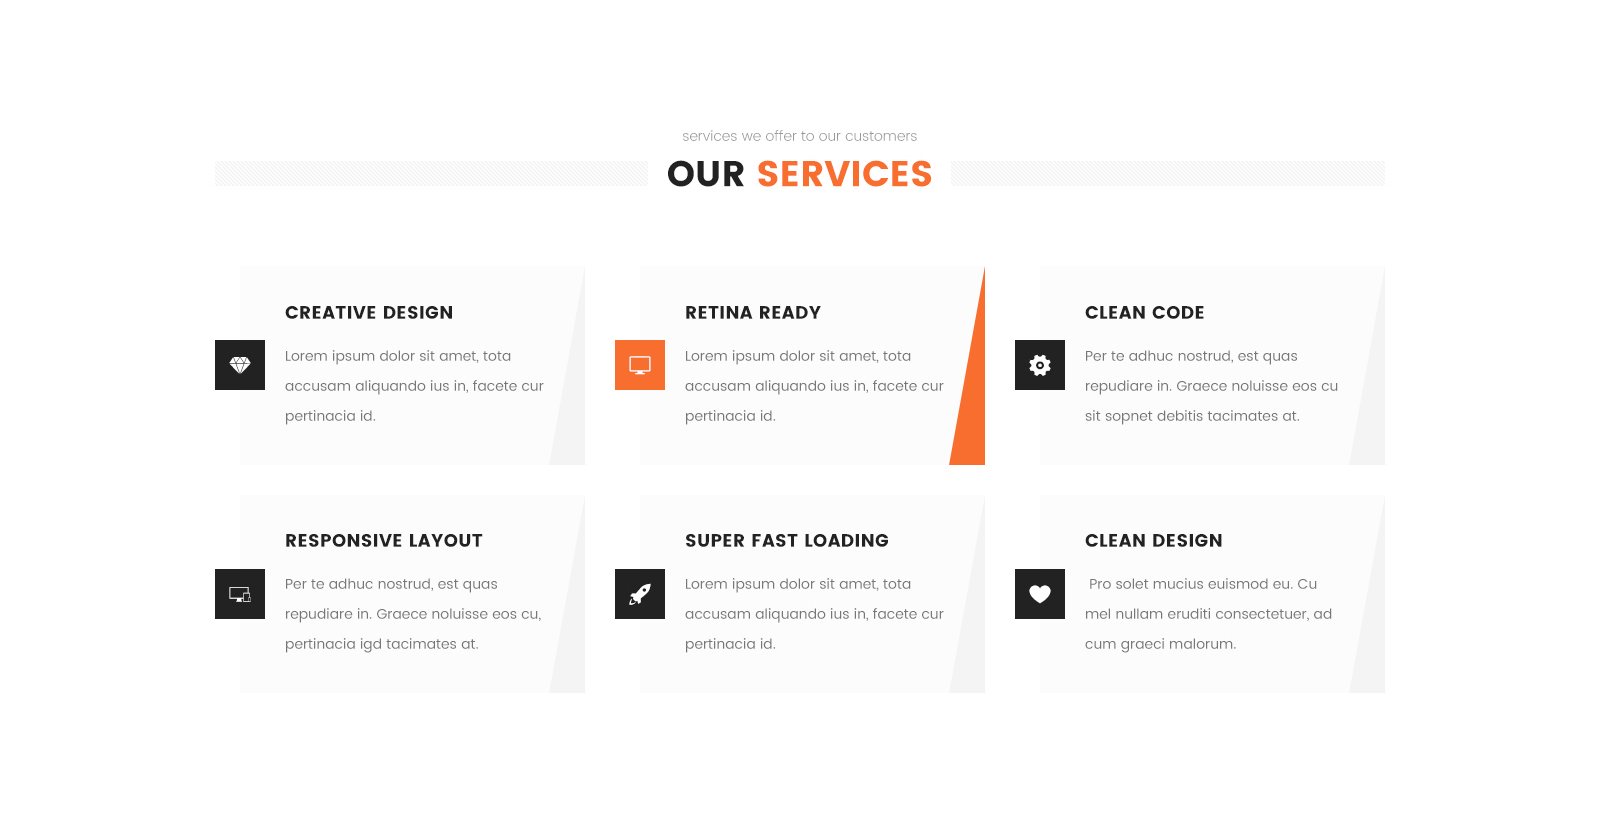 services we offer to our customers
OUR SERVICES
CREATIVE DESIGN
Lorem ipsum dolor sit amet, tota
accusam aliquando ius in, facete cur
pertinacia id.
RETINA READY
Lorem ipsum dolor sit amet, tota
accusam aliquando ius in, facete cur
pertinacia id.
CLEAN CODE
Per te adhuc nostrud, est quas
repudiare in. Graece noluisse eos cu
sit sopnet debitis tacimates at.
RESPONSIVE LAYOUT
Per te adhuc nostrud, est quas
repudiare in. Graece noluisse eos cu,
pertinacia igd tacimates at.
SUPER FAST LOADING
Lorem ipsum dolor sit amet, tota
accusam aliquando ius in, facete cur
pertinacia id.
CLEAN DESIGN
Pro solet mucius euismod eu. Cu
mel nullam eruditi consectetuer, ad
cum graeci malorum.